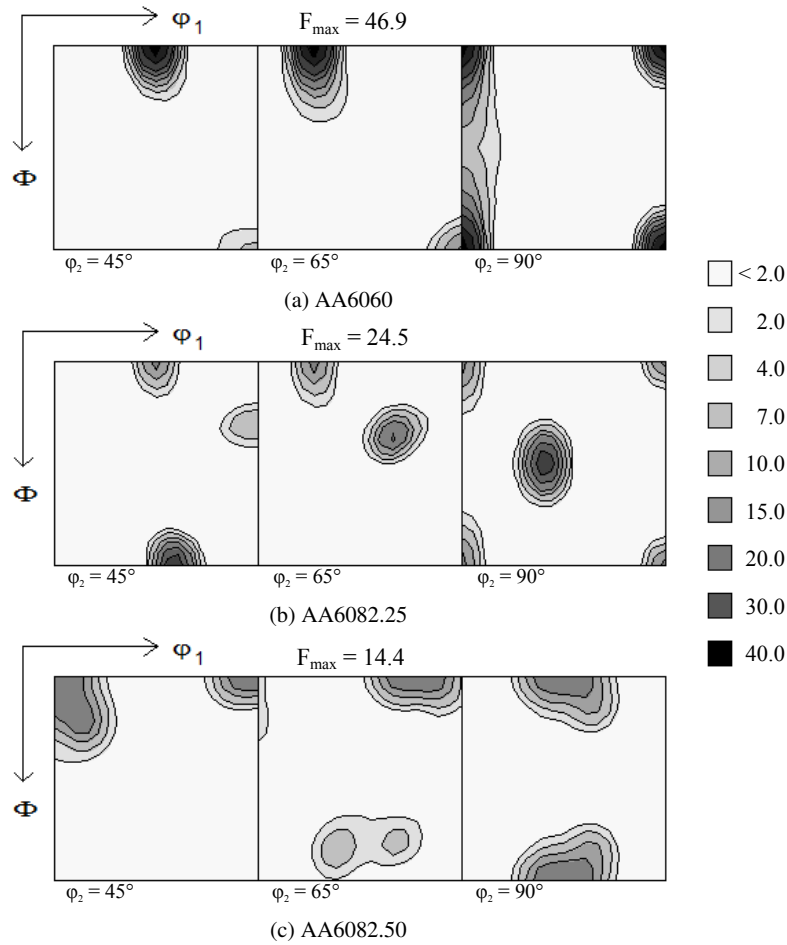 φ1 Fmax = 46.9
Φ
φ2 = 45° φ2 = 65° φ2 = 90°
(a) AA6060
φ1 Fmax = 24.5
Φ
φ2 = 45° φ2 = 65° φ2 = 90°
(b) AA6082.25
φ1 Fmax = 14.4
Φ
φ2 = 45° φ2 = 65° φ2 = 90°
(c) AA6082.50
< 2.0
2.0
4.0
7.0
10.0
15.0
20.0
30.0
40.0